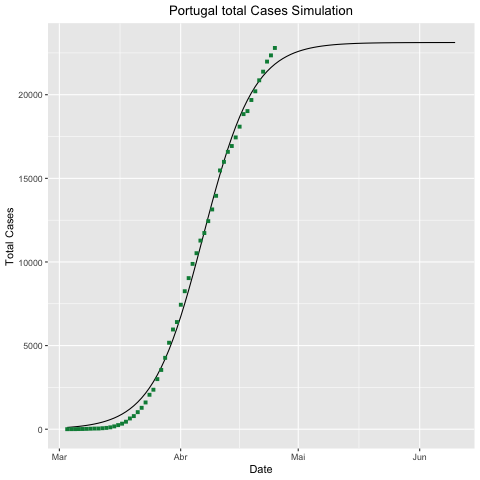 Portugal total Cases Simulation
20000
15000
10000
5000
0
Total Cases
Mar
Abr
Mai
Jun
Date